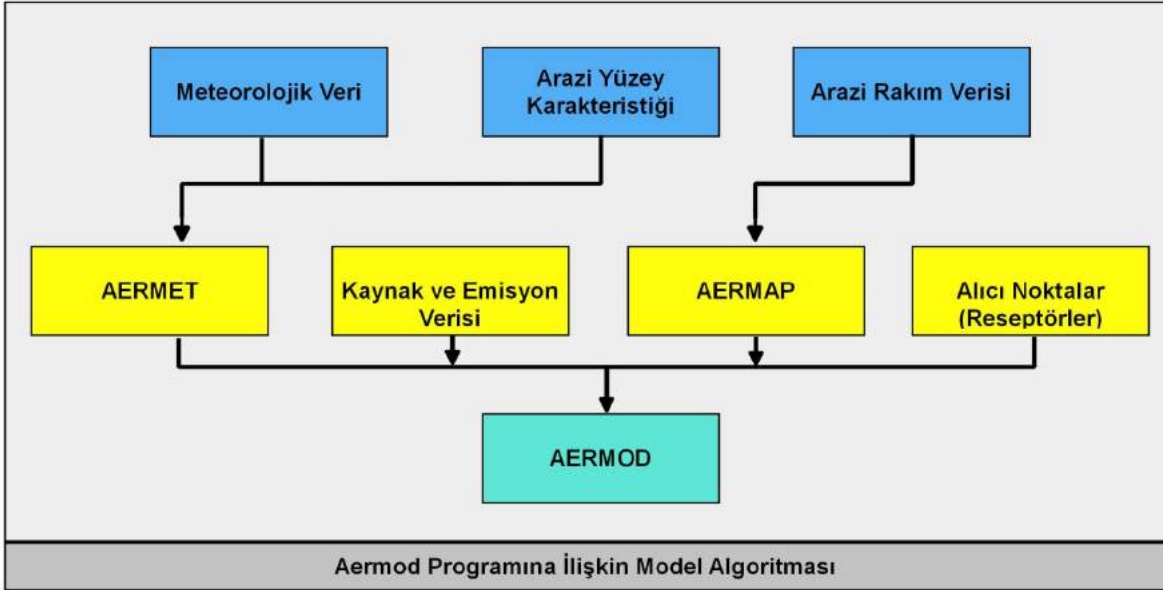 Meteorolojik Veri
Arazi Yüzey
Karakteristiği
Arazi Rakım Verisi
AERMET
Kaynak ve Emisyon
Verisi
AERMAP
Alıcı Noktalar
(Reseptörler)
AERMOD
Aermod Programına İlişkin Model Algoritması